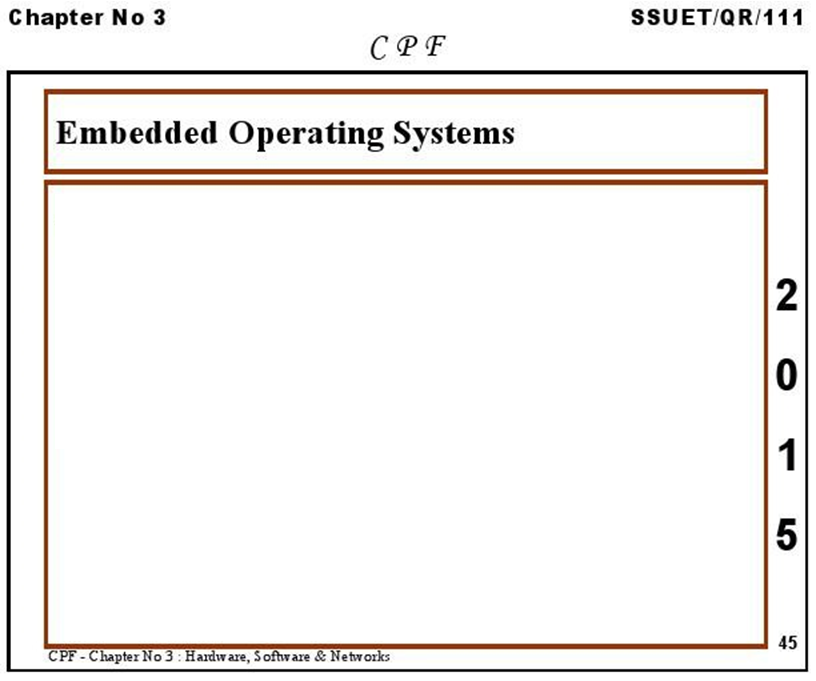 Chapter No 3 SSUET/QR/111
CPF
Embedded Operating Systems
2
0
1
5
45
CPF - Chapter No 3 : Hardware, Software & Networks